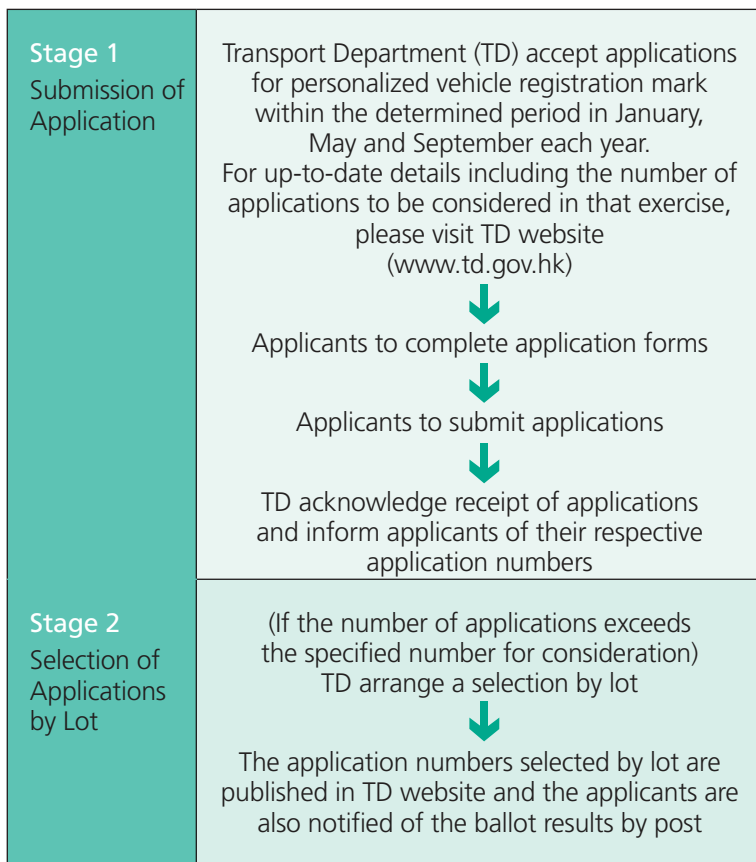 Stage 1
Submission of
Application
Transport Department (TD) accept applications
for personalized vehicle registration mark
within the determined period in January,
May and September each year.
For up-to-date details including the number of
applications to be considered in that exercise,
please visit TD website
(www.td.gov.hk)
Applicants to complete application forms
Applicants to submit applications
TD acknowledge receipt of applications
and inform applicants of their respective
application numbers
Stage 2
Selection of
Applications
by Lot
(If the number of applications exceeds
the specified number for consideration)
TD arrange a selection by lot
The application numbers selected by lot are
published in TD website and the applicants are
also notified of the ballot results by post